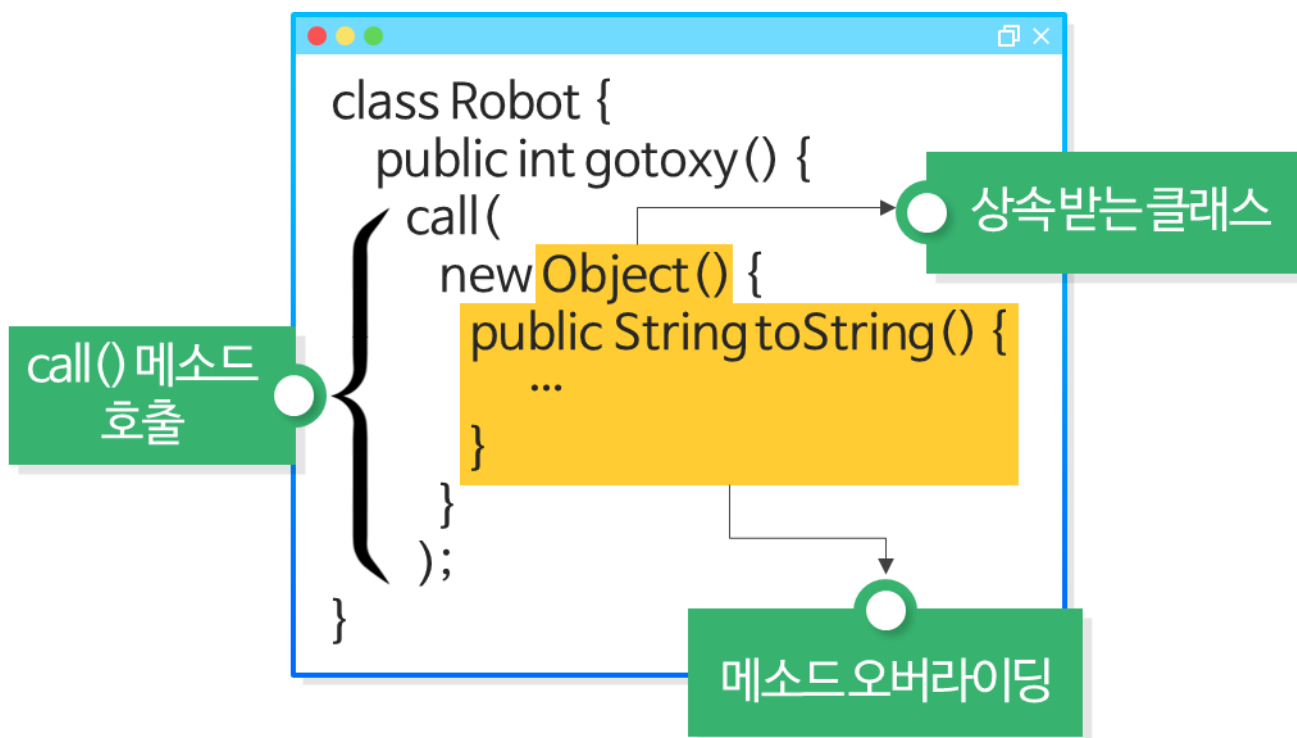 class Robot {
public int gotoxy() {
call(
new Object() {
public String toString() {
...
}
}
);
}
상속 받는 클래스
call() 메소드
호출
메소드 오버라이딩